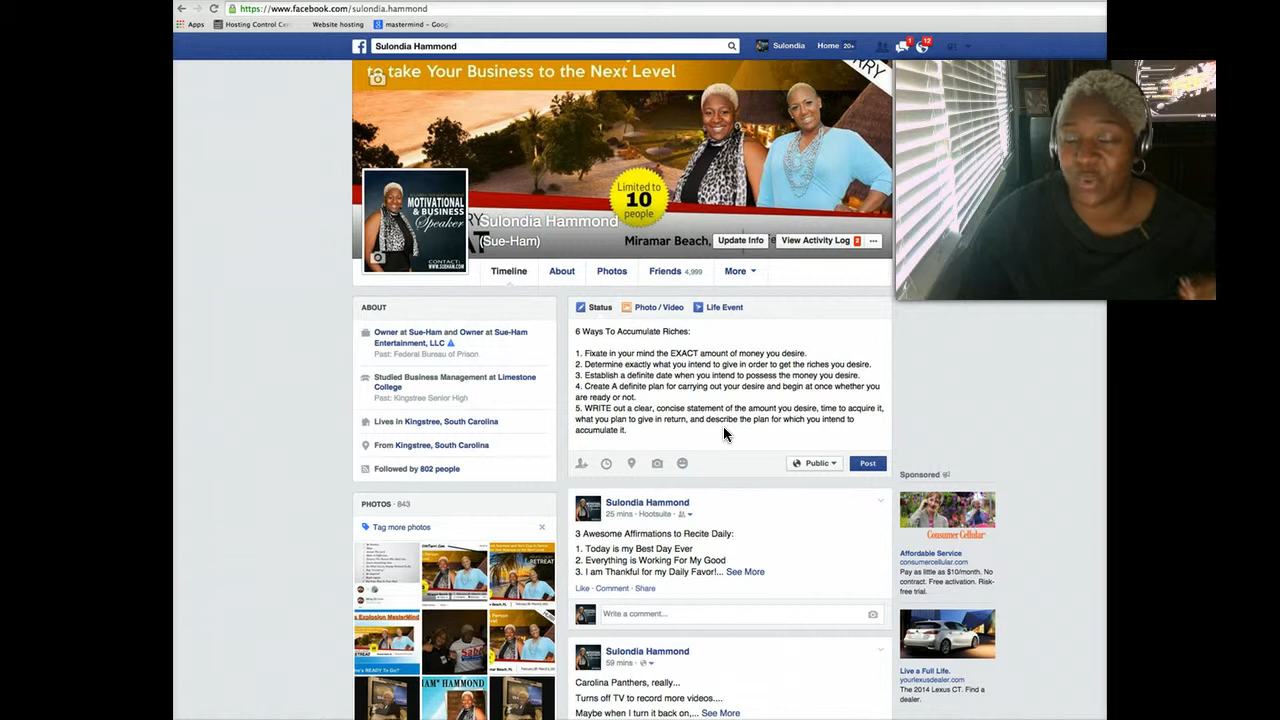 https://www.facebook.com/sulondia.hammond
Apps
Hosting Control
Website hosting
mastermind – Goo
Sulondia Hammond
Sulondia
Home 20+
1
12
to take Your Business to the Next Level
Limited to
10
people
MOTIVATIONAL
& BUSINESS
Speaker
CONTACT:
WWW.SUEHAM.COM
Sulondia Hammond
(Sue-Ham)
Miramar Beach,
Update Info
View Activity Log 2
Timeline
About
Photos
Friends 4,999
More
ABOUT
Owner at Sue-Ham and Owner at Sue-Ham
Entertainment, LLC
Past: Federal Bureau of Prison
Studied Business Management at Limestone
College
Past: Kingstree Senior High
Lives in Kingstree, South Carolina
From Kingstree, South Carolina
Followed by 802 people
PHOTOS · 843
Tag more photos
Status
Photo / Video
Life Event
6 Ways To Accumulate Riches:
1. Fixate in your mind the EXACT amount of money you desire.
2. Determine exactly what you intend to give in order to get the riches you desire.
3. Establish a definite date when you intend to possess the money you desire.
4. Create A definite plan for carrying out your desire and begin at once whether you
are ready or not.
5. WRITE out a clear, concise statement of the amount you desire, time to acquire it,
what you plan to give in return, and describe the plan for which you intend to
accumulate it.
Public
Post
Sulondia Hammond
25 mins · Hootsuite ·
3 Awesome Affirmations to Recite Daily:
1. Today is my Best Day Ever
2. Everything is Working For My Good
3. I am Thankful for my Daily Favor!... See More
Like · Comment · Share
Write a comment...
Sulondia Hammond
59 mins ·
Carolina Panthers, really...
Turns off TV to record more videos....
Maybe when I turn it back on,... See More
Sponsored
Consumer Cellular
Affordable Service
consumercellular.com
Pay as little as $10/month. No
contract. Free activation. Risk-
free trial.
Live a Full Life.
yourlexusdealer.com
The 2014 Lexus CT. Find a
dealer.